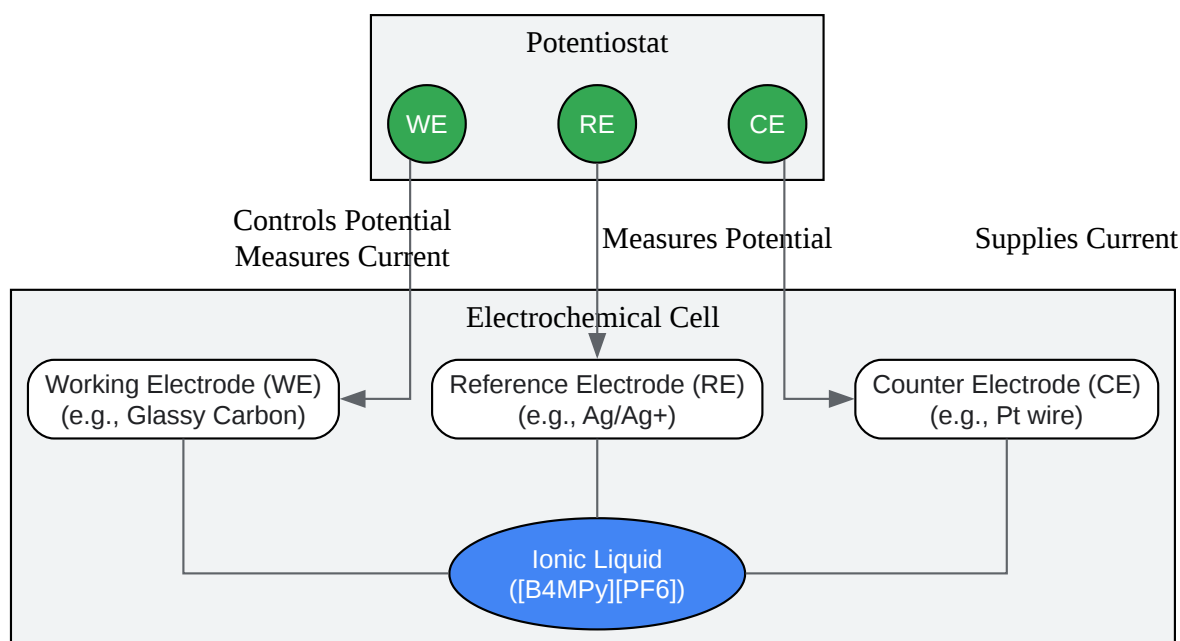 Potentiostat
WE
RE
CE
Controls Potential
Measures Current
Measures Potential
Supplies Current
Electrochemical Cell
Working Electrode (WE)
(e.g., Glassy Carbon)
Reference Electrode (RE)
(e.g., Ag/Ag+)
Counter Electrode (CE)
(e.g., Pt wire)
Ionic Liquid
([B4MPy][PF6])